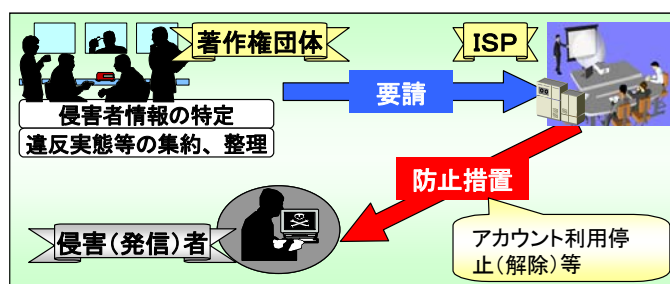 著作権団体
ISP
要請
侵害者情報の特定
違反実態等の集約、整理
防止措置
侵害（発信）者
アカウント利用停
止（解除）等